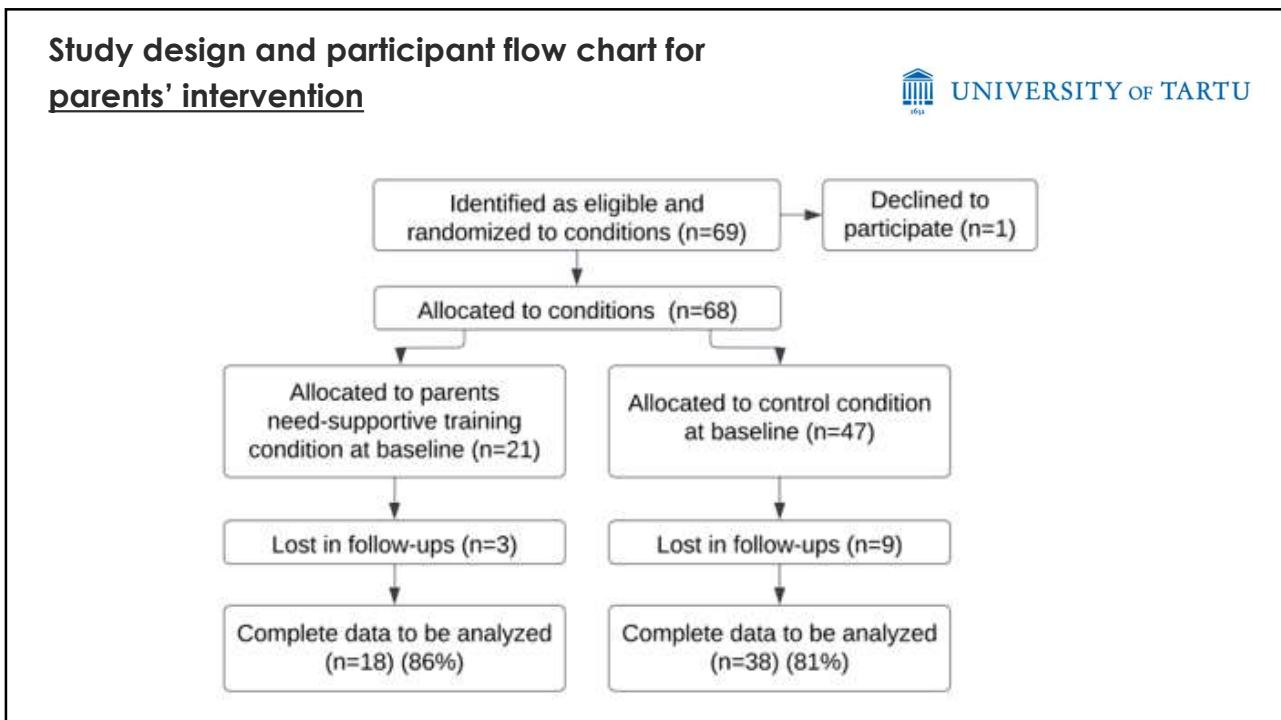 Study design and participant flow chart for
parents' intervention
1632
UNIVERSITY OF TARTU
Identified as eligible and
randomized to conditions (n=69)
Declined to
participate (n=1)
Allocated to conditions (n=68)
Allocated to parents
need-supportive training
condition at baseline (n=21)
Allocated to control condition
at baseline (n=47)
Lost in follow-ups (n=3)
Lost in follow-ups (n=9)
Complete data to be analyzed
(n=18) (86%)
Complete data to be analyzed
(n=38) (81%)